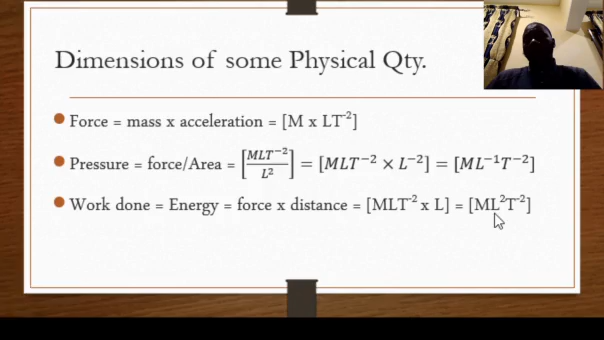 Dimensions of some Physical Qty.
Force = mass x acceleration = [M x LT⁻²]
Pressure = force/Area = [MLT⁻²/L²] = [MLT⁻² × L⁻²] = [ML⁻¹T⁻²]
Work done = Energy = force x distance = [MLT⁻² x L] = [ML²T⁻²]